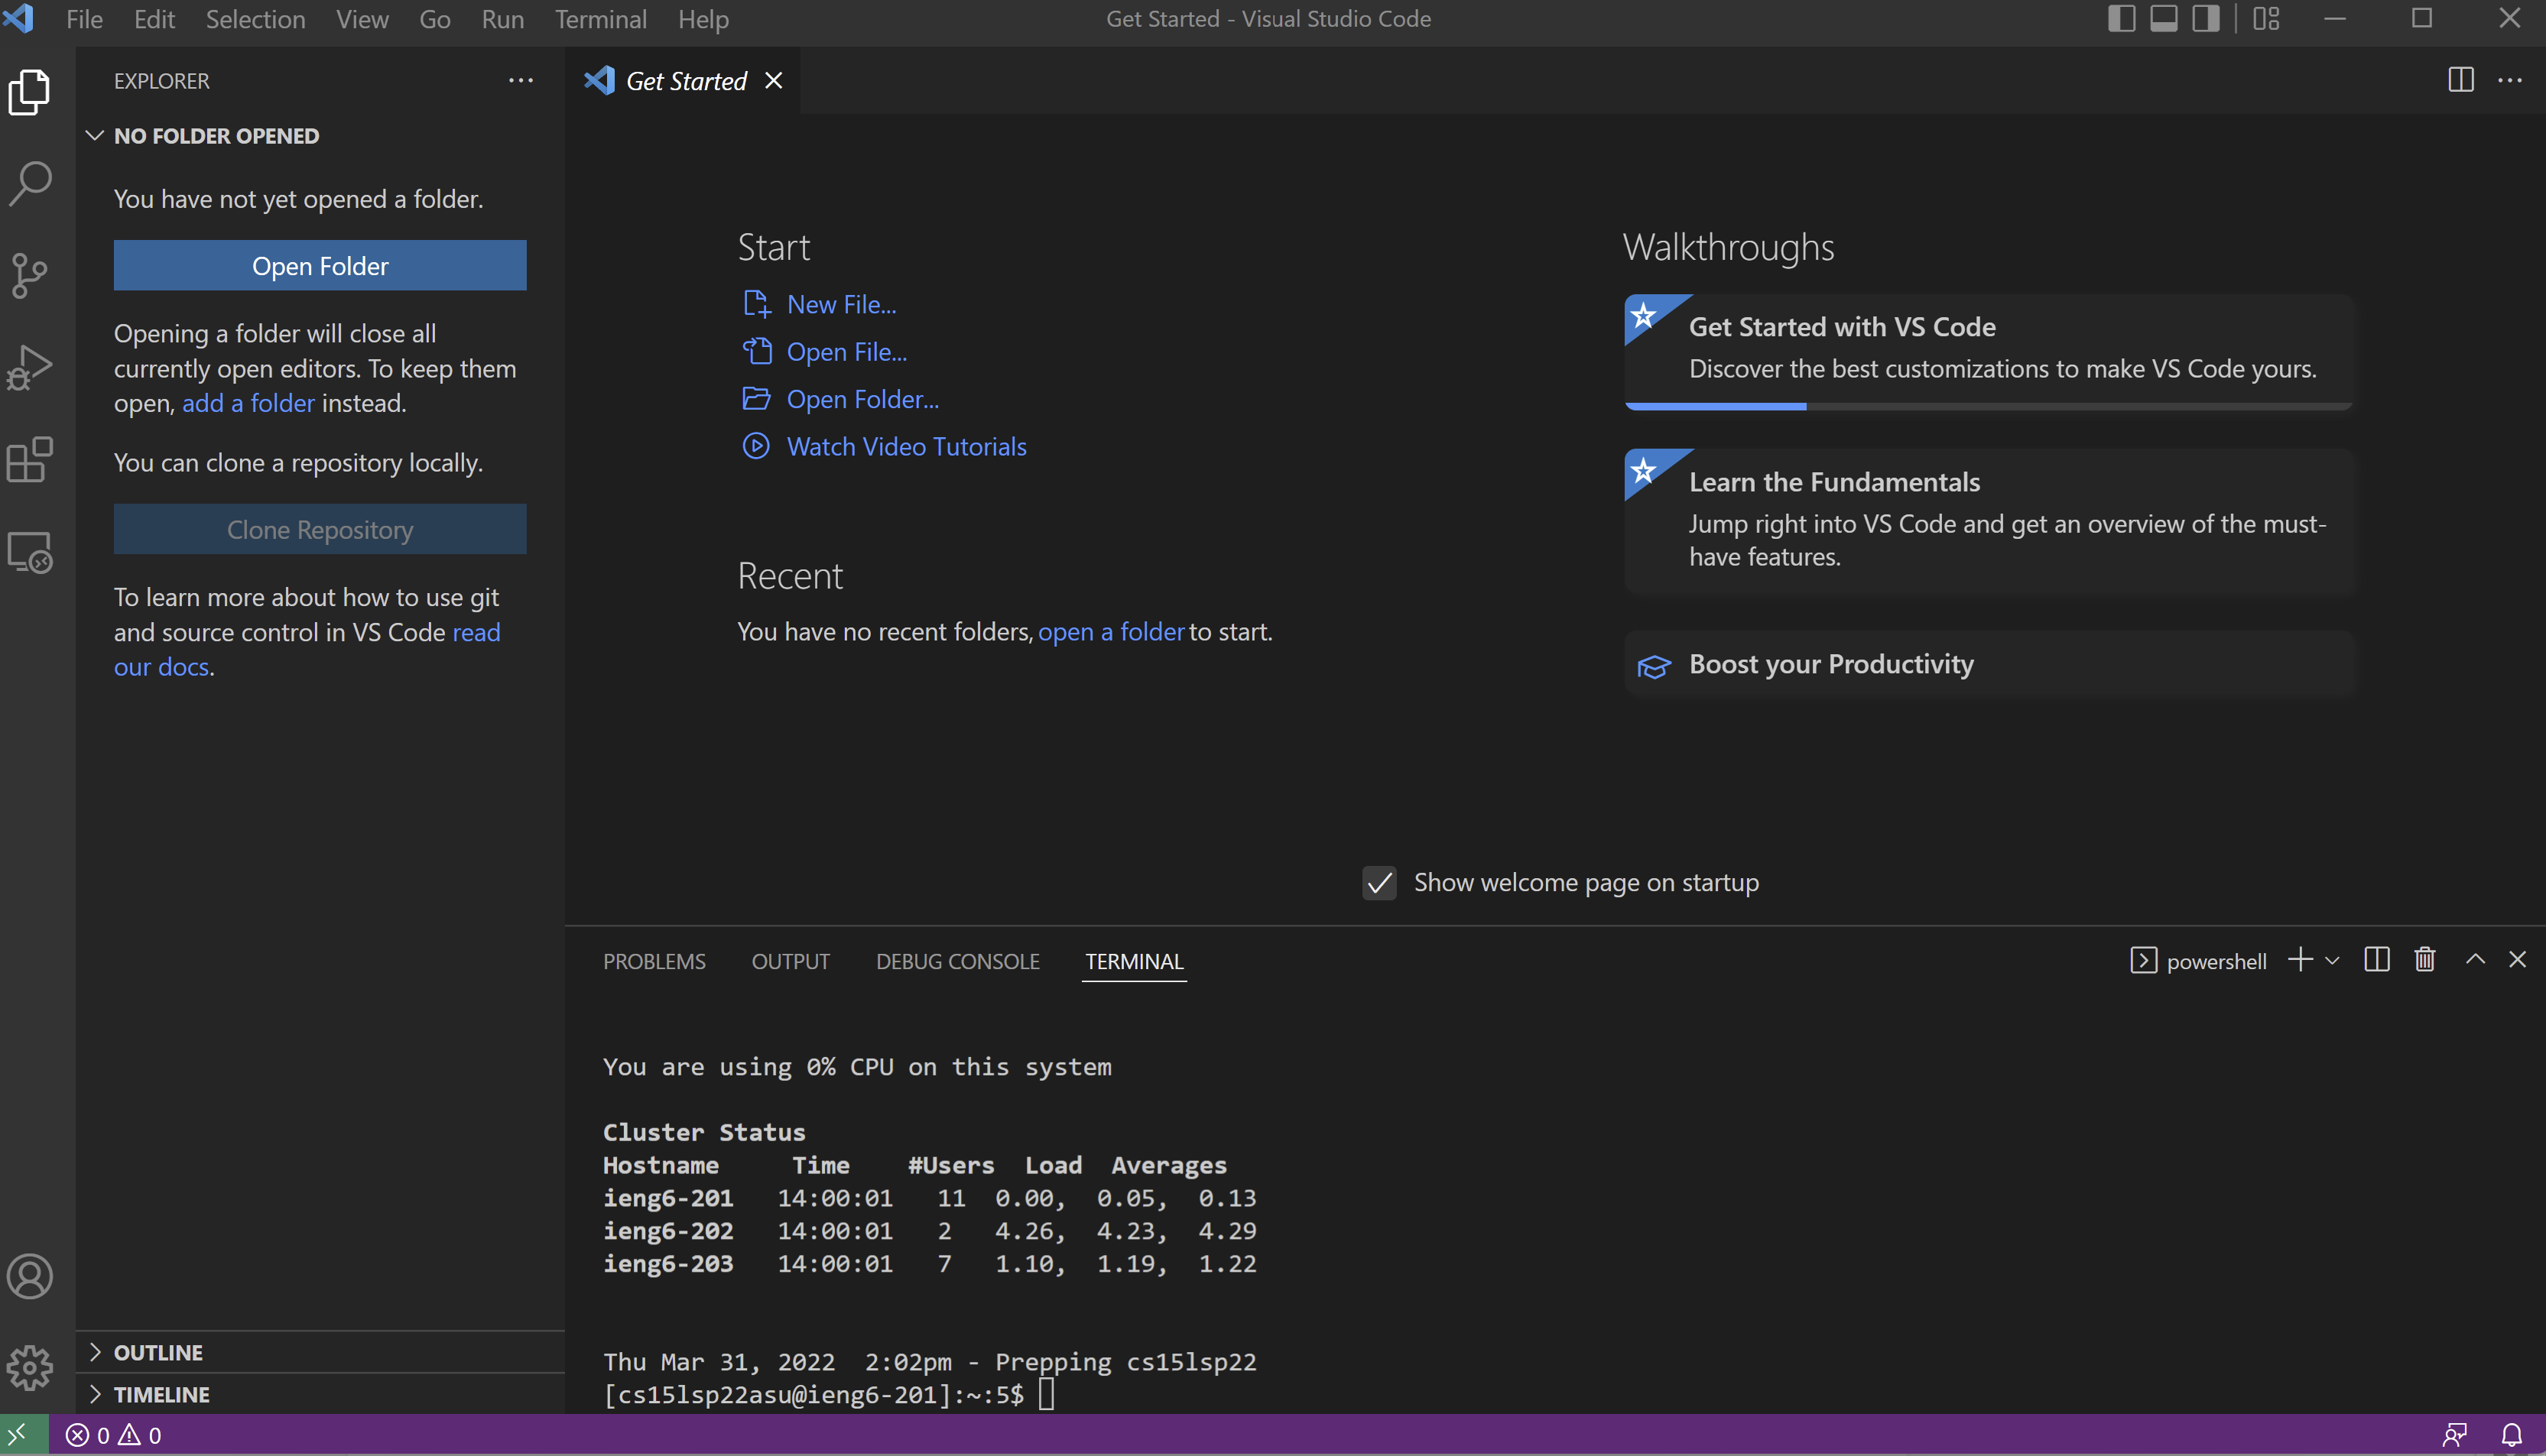 File Edit Selection View Go Run Terminal Help
Get Started - Visual Studio Code
EXPLORER
NO FOLDER OPENED
You have not yet opened a folder.
Open Folder
Opening a folder will close all
currently open editors. To keep them
open, add a folder instead.
You can clone a repository locally.
Clone Repository
To learn more about how to use git
and source control in VS Code read
our docs.
OUTLINE
TIMELINE
Get Started
Start
New File...
Open File...
Open Folder...
Watch Video Tutorials
Recent
You have no recent folders, open a folder to start.
Walkthroughs
Get Started with VS Code
Discover the best customizations to make VS Code yours.
Learn the Fundamentals
Jump right into VS Code and get an overview of the must-
have features.
Boost your Productivity
Show welcome page on startup
PROBLEMS OUTPUT DEBUG CONSOLE TERMINAL
powershell
You are using 0% CPU on this system
Cluster Status
Hostname Time #Users Load Averages
ieng6-201 14:00:01 11 0.00, 0.05, 0.13
ieng6-202 14:00:01 2 4.26, 4.23, 4.29
ieng6-203 14:00:01 7 1.10, 1.19, 1.22
Thu Mar 31, 2022 2:02pm - Prepping cs15lsp22
[cs15lsp22asu@ieng6-201]:~:5$
0 0